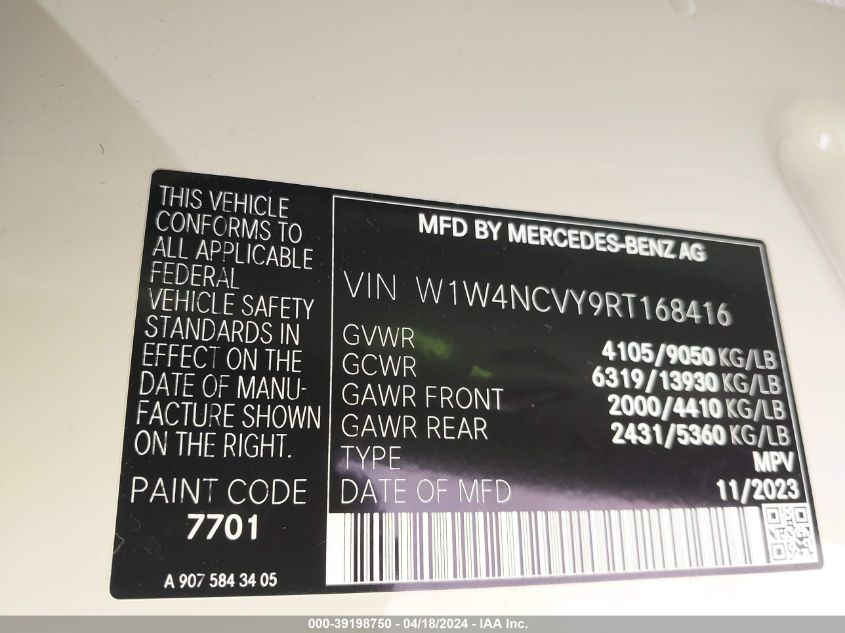 THIS VEHICLE
CONFORMS TO
ALL APPLICABLE
FEDERAL
VEHICLE SAFETY
STANDARDS IN
EFFECT ON THE
DATE OF MANU-
FACTURE SHOWN
ON THE RIGHT.
PAINT CODE
7701
A 907 584 34 05
MFD BY MERCEDES-BENZ AG
VIN W1W4NCVY9RT168416
GVWR 4105/9050 KG/LB
GCWR 6319/13930 KG/LB
GAWR FRONT 2000/4410 KG/LB
GAWR REAR 2431/5360 KG/LB
TYPE MPV
DATE OF MFD 11/2023
000-39198750 - 04/18/2024 - IAA Inc.